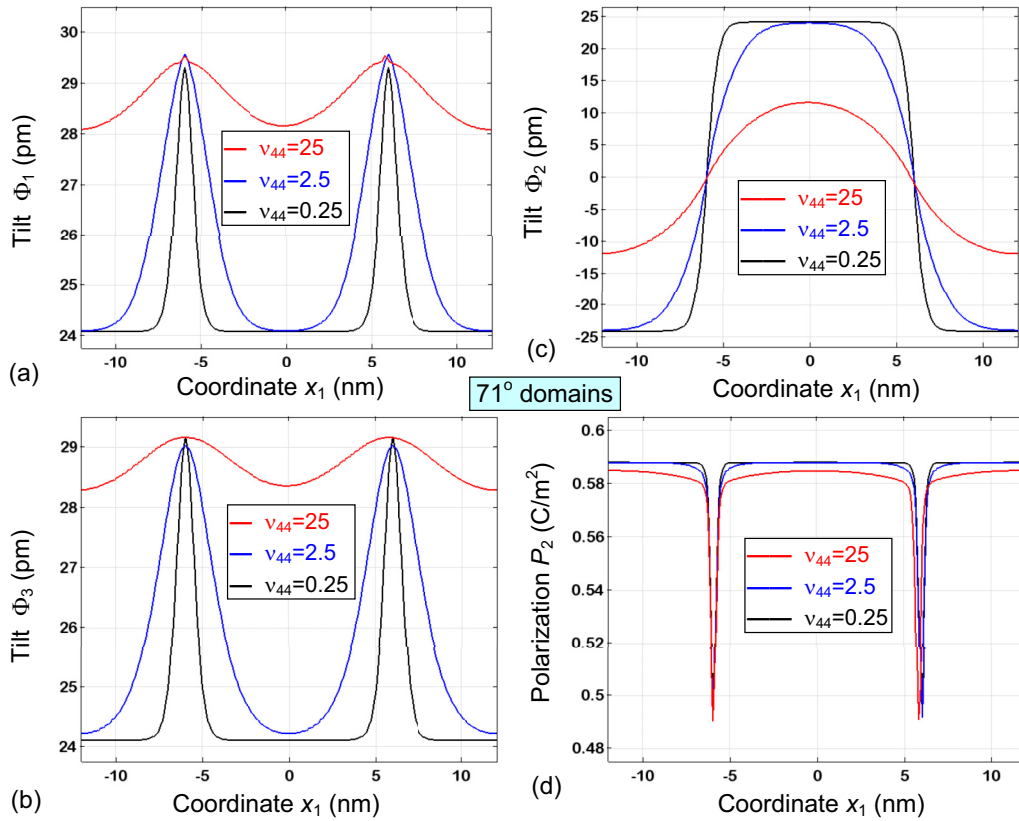 30
29
28
27
26
25
24
Tilt Φ₁ (pm)
ν₄₄=25
ν₄₄=2.5
ν₄₄=0.25
-10
-5
0
5
10
(a)
Coordinate x₁ (nm)
25
20
15
10
5
0
-5
-10
-15
-20
-25
Tilt Φ₂ (pm)
ν₄₄=25
ν₄₄=2.5
ν₄₄=0.25
-10
-5
0
5
10
(c)
Coordinate x₁ (nm)
71° domains
29
28
27
26
25
24
Tilt Φ₃ (pm)
ν₄₄=25
ν₄₄=2.5
ν₄₄=0.25
-10
-5
0
5
10
(b)
Coordinate x₁ (nm)
0.6
0.58
0.56
0.54
0.52
0.5
0.48
Polarization P₂ (C/m²)
ν₄₄=25
ν₄₄=2.5
ν₄₄=0.25
-10
-5
0
5
10
(d)
Coordinate x₁ (nm)